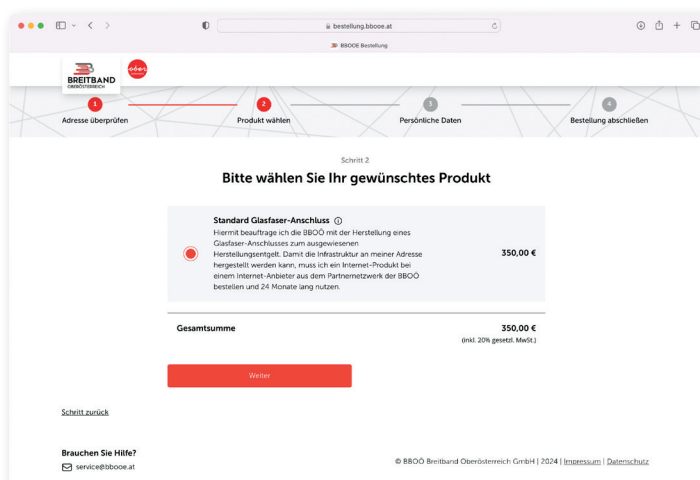 bestellung.bbooe.at
BBOOE Bestellung
BREITBAND
OBERÖSTERREICH
1
2
3
4
Adresse überprüfen
Produkt wählen
Persönliche Daten
Bestellung abschließen
Schritt 2
Bitte wählen Sie Ihr gewünschtes Produkt
Standard Glasfaser-Anschluss
Hiermit beauftrage ich die BBOÖ mit der Herstellung eines
Glasfaser-Anschlusses zum ausgewiesenen
Herstellungsentgelt. Damit die Infrastruktur an meiner Adresse
hergestellt werden kann, muss ich ein Internet-Produkt bei
einem Internet-Anbieter aus dem Partnernetzwerk der BBOÖ
bestellen und 24 Monate lang nutzen.
350,00 €
Gesamtsumme
350,00 €
(inkl. 20% gesetzl. MwSt.)
Weiter
Schritt zurück
Brauchen Sie Hilfe?
service@bbooe.at
© BBOÖ Breitband Oberösterreich GmbH | 2024 | Impressum | Datenschutz